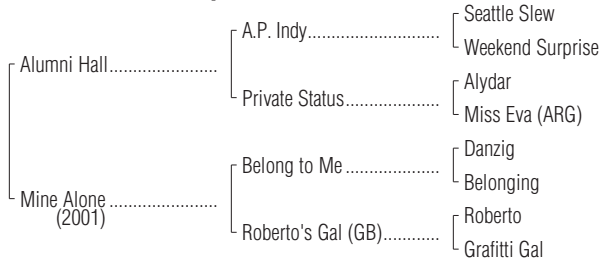 Seattle Slew
A.P. Indy
Weekend Surprise
Alumni Hall
Alydar
Private Status
Miss Eva (ARG)
Danzig
Belong to Me
Belonging
Mine Alone
(2001)
Roberto
Roberto's Gal (GB)
Grafitti Gal